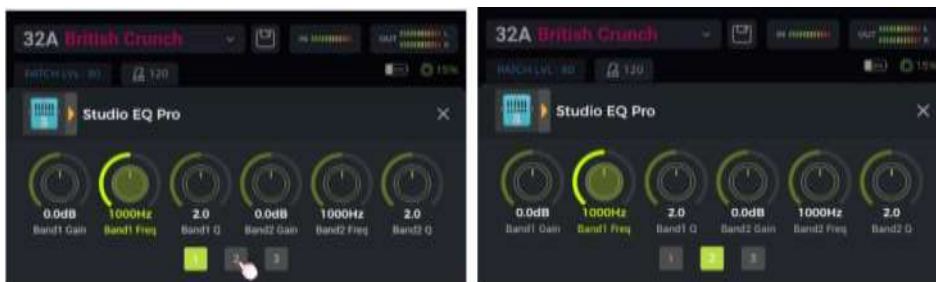 32A British Crunch
IN
OUT
L
R
PATCH LVL: 80
120
15%
Studio EQ Pro
0.0dB 1000Hz 2.0 0.0dB 1000Hz 2.0
Band1 Gain Band1 Freq Band1 Q Band2 Gain Band2 Freq Band2 Q
1 2 3
32A British Crunch
IN
OUT
L
R
PATCH LVL: 80
120
15%
Studio EQ Pro
0.0dB 1000Hz 2.0 0.0dB 1000Hz 2.0
Band1 Gain Band1 Freq Band1 Q Band2 Gain Band2 Freq Band2 Q
1 2 3